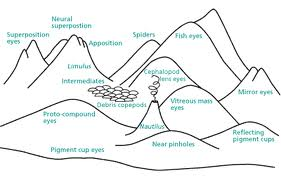 Neural
superpostion
Superposition
eyes
Apposition
Spiders
Fish eyes
Limulus
Cephalopod
lens eyes
Intermediates
Mirror eyes
Debris copepods
Vitreous mass
eyes
Proto-compound
eyes
Nautilus
Reflecting
pigment cups
Near pinholes
Pigment cup eyes